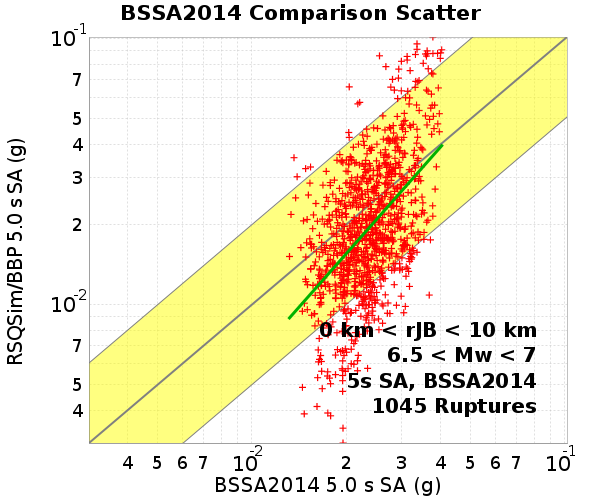 BSSA2014 Comparison Scatter
RSQSim/BBP 5.0 s SA (g)
10^-1
7
5
4
3
2
10^-2
7
5
4
0 km < rJB < 10 km
6.5 < Mw < 7
5s SA, BSSA2014
1045 Ruptures
4 5 6 7 10^-2 2 3 4 5 6 7 10^-1
BSSA2014 5.0 s SA (g)